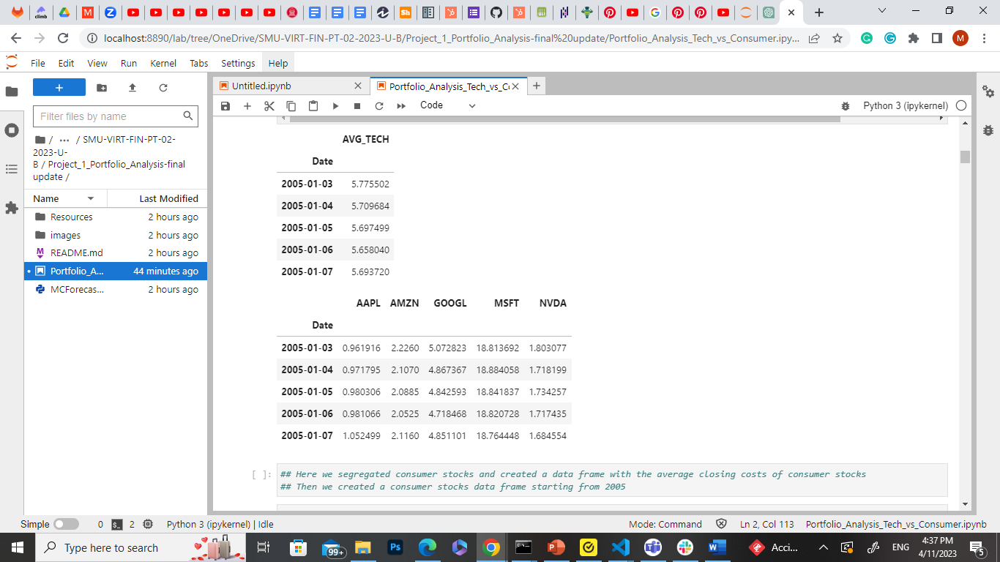 climb
localhost:8890/lab/tree/OneDrive/SMU-VIRT-FIN-PT-02-2023-U-B/Project_1_Portfolio_Analysis-final%20update/Portfolio_Analysis_Tech_vs_Consumer.ipy...
M
File Edit View Run Kernel Tabs Settings Help
Untitled.ipynb
Portfolio_Analysis_Tech_vs_C
Code
Python 3 (ipykernel)
Filter files by name
/ ... / SMU-VIRT-FIN-PT-02-
2023-U-
B / Project_1_Portfolio_Analysis-final
update /
Name Last Modified
Resources 2 hours ago
images 2 hours ago
README.md 2 hours ago
Portfolio_A... 44 minutes ago
MCForecas... 2 hours ago
AVG_TECH
Date
2005-01-03 5.775502
2005-01-04 5.709684
2005-01-05 5.697499
2005-01-06 5.658040
2005-01-07 5.693720
AAPL AMZN GOOGL MSFT NVDA
Date
2005-01-03 0.961916 2.2260 5.072823 18.813692 1.803077
2005-01-04 0.971795 2.1070 4.867367 18.884058 1.718199
2005-01-05 0.980306 2.0885 4.842593 18.841837 1.734257
2005-01-06 0.981066 2.0525 4.718468 18.820728 1.717435
2005-01-07 1.052499 2.1160 4.851101 18.764448 1.684554
[ ]:
## Here we segregated consumer stocks and created a data frame with the average closing costs of consumer stocks
## Then we created a consumer stocks data frame starting from 2005
Simple 0 2 Python 3 (ipykernel) | Idle
Mode: Command Ln 2, Col 113 Portfolio_Analysis_Tech_vs_Consumer.ipynb
Type here to search
99+
Acci...
ENG
4:37 PM
4/11/2023
5